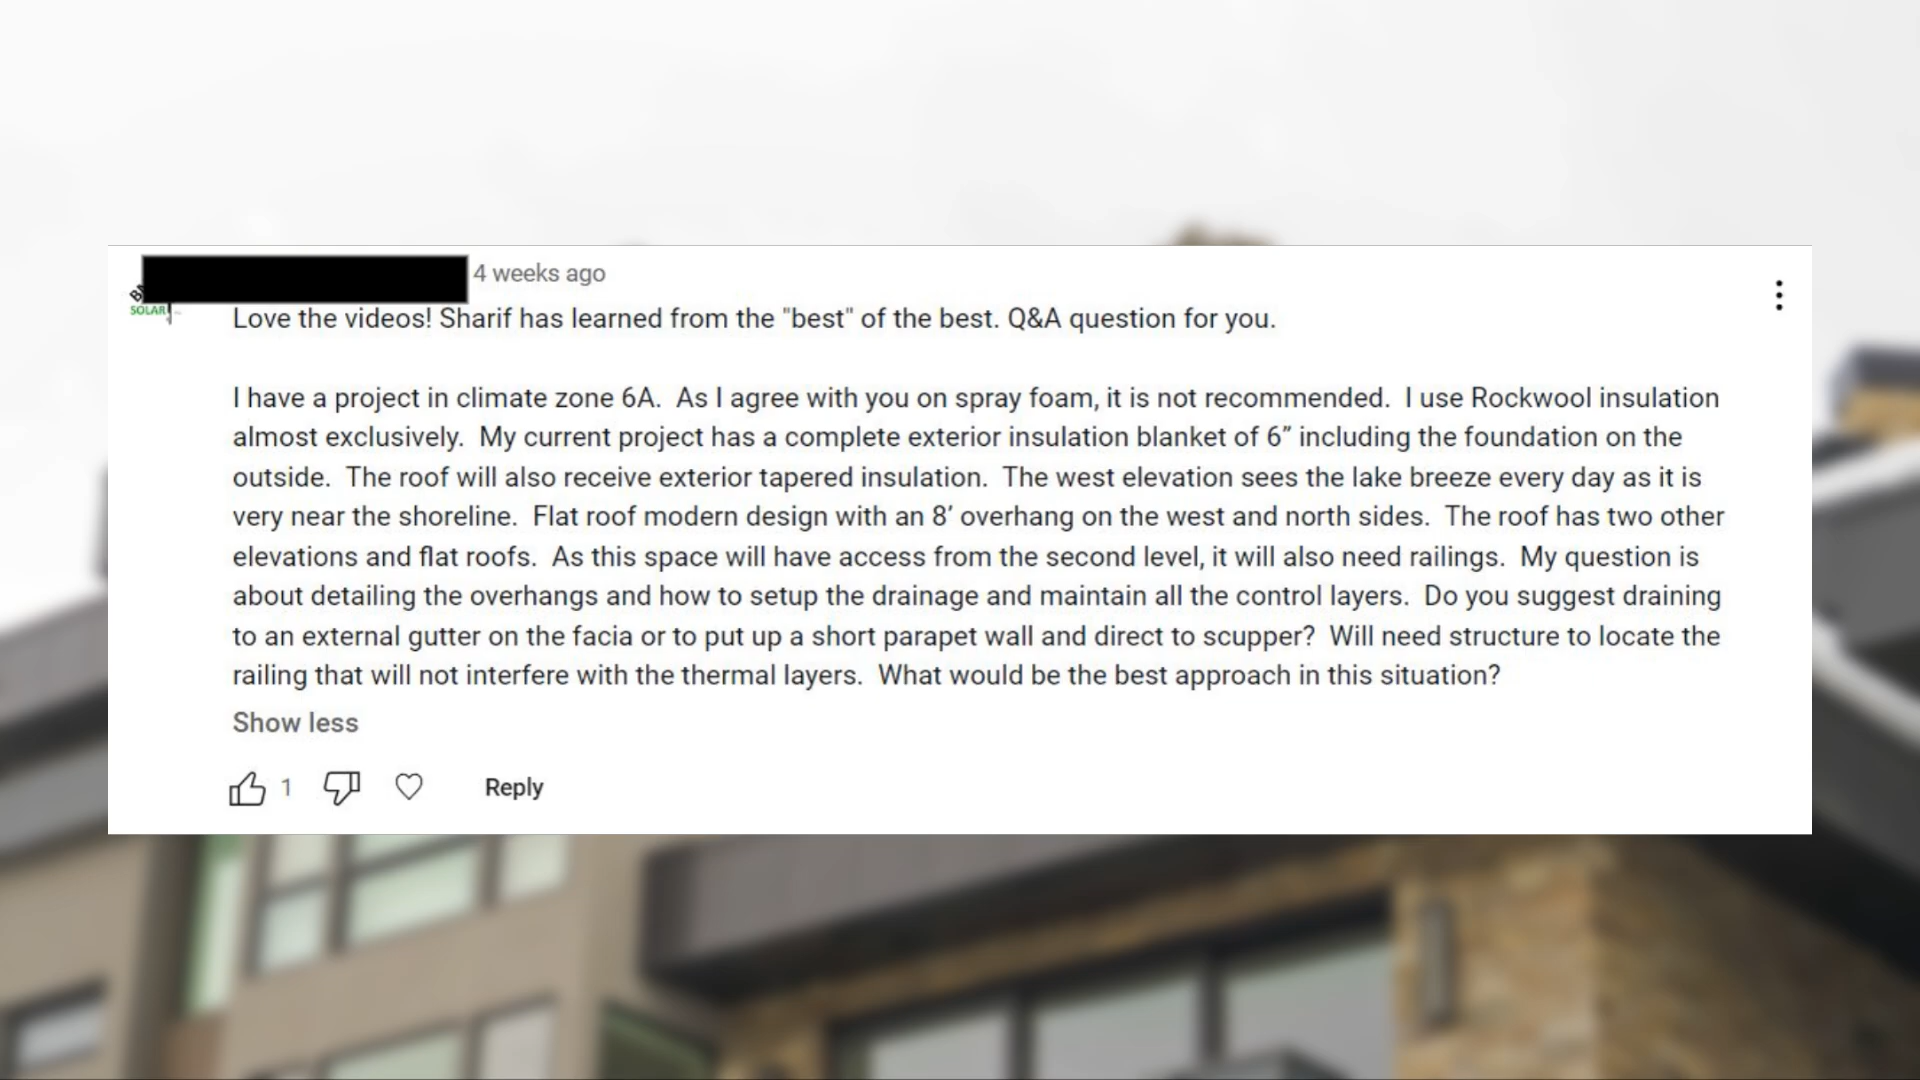 4 weeks ago
SOLAR
Love the videos! Sharif has learned from the "best" of the best. Q&A question for you.
I have a project in climate zone 6A.  As I agree with you on spray foam, it is not recommended.  I use Rockwool insulation
almost exclusively.  My current project has a complete exterior insulation blanket of 6” including the foundation on the
outside.  The roof will also receive exterior tapered insulation.  The west elevation sees the lake breeze every day as it is
very near the shoreline.  Flat roof modern design with an 8’ overhang on the west and north sides.  The roof has two other
elevations and flat roofs.  As this space will have access from the second level, it will also need railings.  My question is
about detailing the overhangs and how to setup the drainage and maintain all the control layers.  Do you suggest draining
to an external gutter on the facia or to put up a short parapet wall and direct to scupper?  Will need structure to locate the
railing that will not interfere with the thermal layers.  What would be the best approach in this situation?
Show less
1
Reply